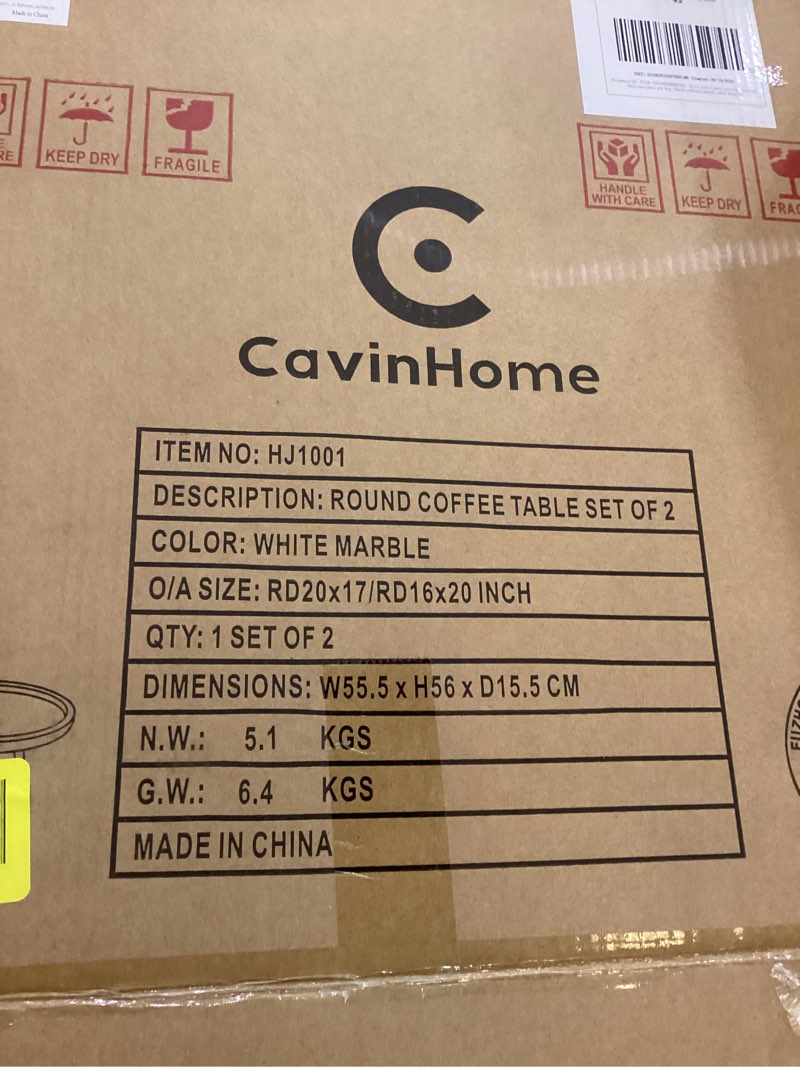 Made in China
KEEP DRY
FRAGILE
HANDLE
WITH CARE
KEEP DRY
CavinHome
ITEM NO: HJ1001
DESCRIPTION: ROUND COFFEE TABLE SET OF 2
COLOR: WHITE MARBLE
O/A SIZE: RD20x17/RD16x20 INCH
QTY: 1 SET OF 2
DIMENSIONS: W55.5 x H56 x D15.5 CM
N.W.: 5.1 KGS
G.W.: 6.4 KGS
MADE IN CHINA